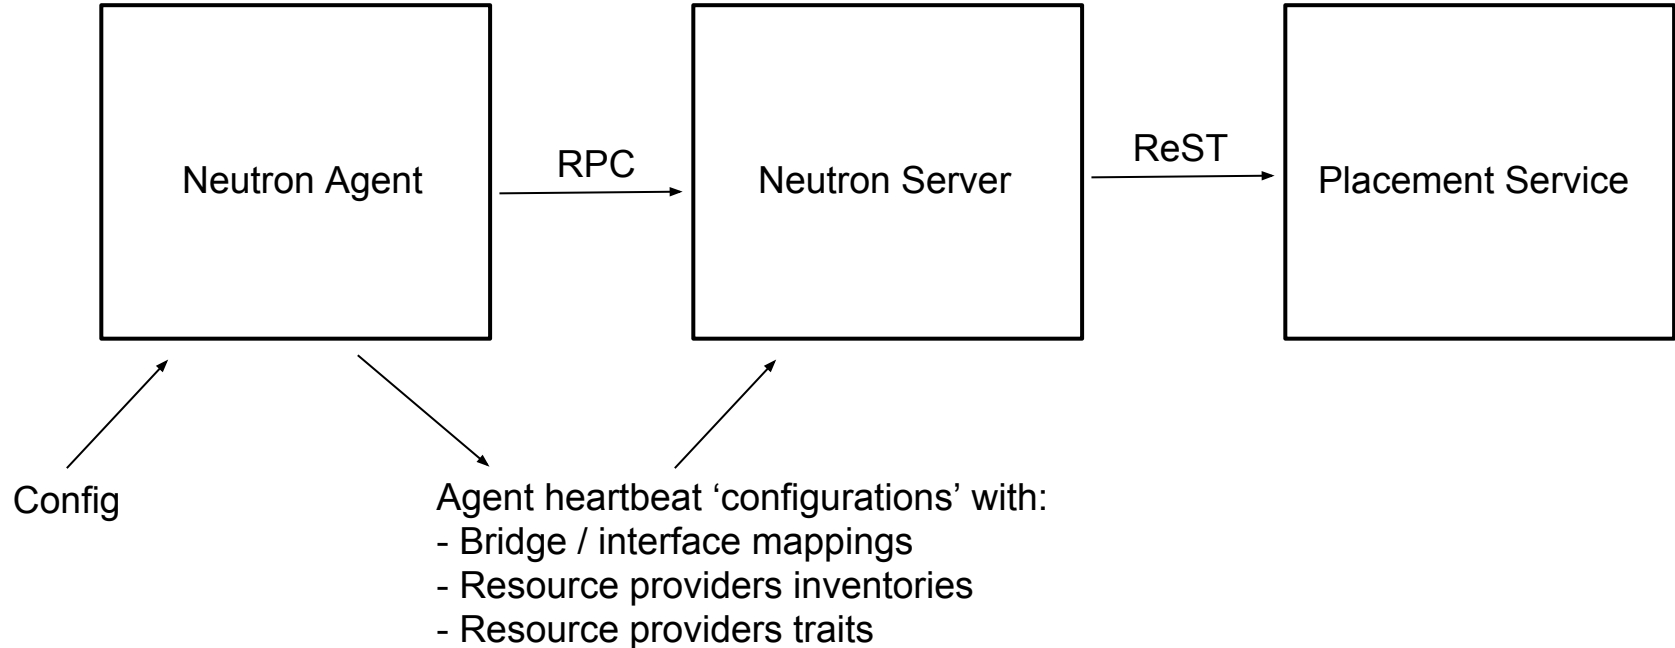 Neutron Agent
RPC
Neutron Server
ReST
Placement Service
Config
Agent heartbeat ‘configurations’ with:
- Bridge / interface mappings
- Resource providers inventories
- Resource providers traits